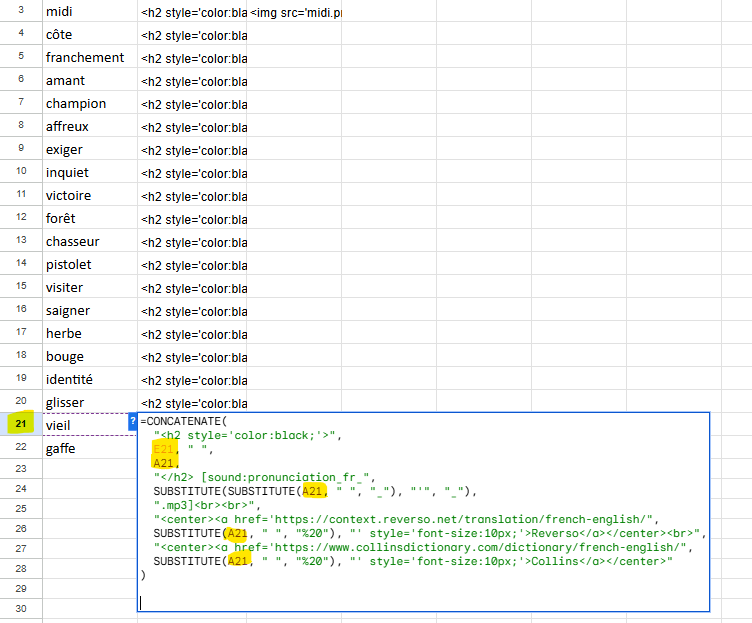 3 midi <h2 style='color:bla <img src='midi.pr
4 côte <h2 style='color:bla
5 franchement <h2 style='color:bla
6 amant <h2 style='color:bla
7 champion <h2 style='color:bla
8 affreux <h2 style='color:bla
9 exiger <h2 style='color:bla
10 inquiet <h2 style='color:bla
11 victoire <h2 style='color:bla
12 forêt <h2 style='color:bla
13 chasseur <h2 style='color:bla
14 pistolet <h2 style='color:bla
15 visiter <h2 style='color:bla
16 saigner <h2 style='color:bla
17 herbe <h2 style='color:bla
18 bouge <h2 style='color:bla
19 identité <h2 style='color:bla
20 glisser <h2 style='color:bla
21 vieil ? =CONCATENATE(
"<h2 style='color:black;'>",
E21, " ",
22 gaffe A21,
23 "</h2> [sound:pronunciation_fr_",
24 SUBSTITUTE(SUBSTITUTE(A21, " ", "_"), "'", "_"),
25 ".mp3]<br><br>",
"<center><a href='https://context.reverso.net/translation/french-english/",
26 SUBSTITUTE(A21, " ", "%20"), "' style='font-size:10px;'>Reverso</a></center><br>",
27 "<center><a href='https://www.collinsdictionary.com/dictionary/french-english/",
28 SUBSTITUTE(A21, " ", "%20"), "' style='font-size:10px;'>Collins</a></center>"
)
29
30